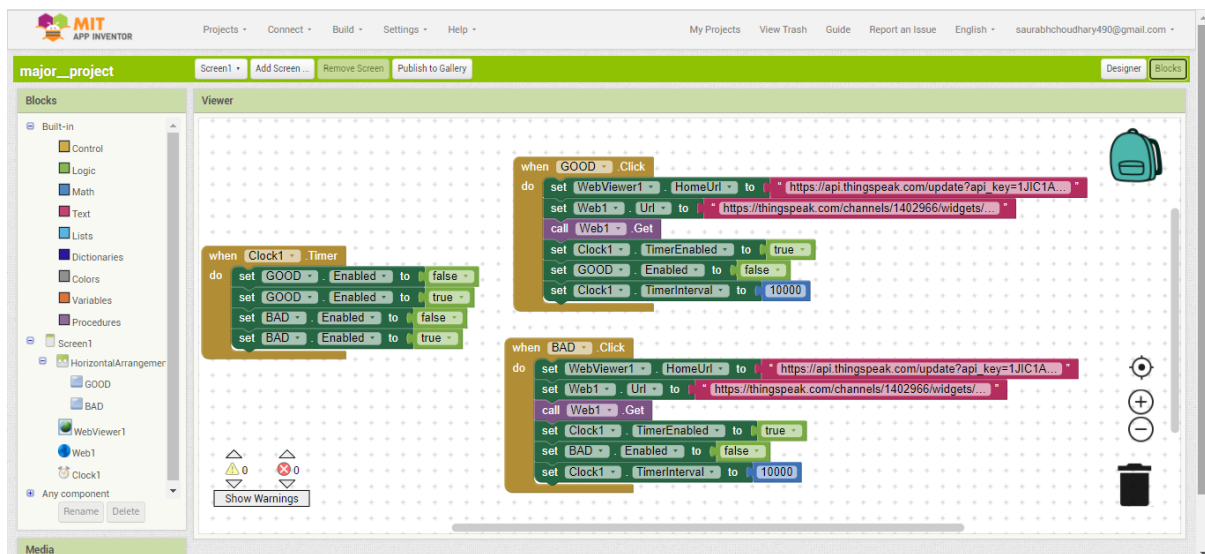 MIT
APP INVENTOR
Projects Connect Build Settings Help My Projects View Trash Guide Report an Issue English saurabhchoudhary490@gmail.com
major__project Screen1 Add Screen ... Remove Screen Publish to Gallery Designer Blocks
Blocks
Built-in
Control
Logic
Math
Text
Lists
Dictionaries
Colors
Variables
Procedures
Screen1
HorizontalArrangemer
GOOD
BAD
WebViewer1
Web1
Clock1
Any component
Rename Delete
Media
Viewer
when Clock1 .Timer
do set GOOD . Enabled to false
set GOOD . Enabled to true
set BAD . Enabled to false
set BAD . Enabled to true
when GOOD .Click
do set WebViewer1 . HomeUrl to " https://api.thingspeak.com/update?api_key=1JIC1A... "
set Web1 . Url to " https://thingspeak.com/channels/1402966/widgets/... "
call Web1 .Get
set Clock1 . TimerEnabled to true
set GOOD . Enabled to false
set Clock1 . TimerInterval to 10000
when BAD .Click
do set WebViewer1 . HomeUrl to " https://api.thingspeak.com/update?api_key=1JIC1A... "
set Web1 . Url to " https://thingspeak.com/channels/1402966/widgets/... "
call Web1 .Get
set Clock1 . TimerEnabled to true
set BAD . Enabled to false
set Clock1 . TimerInterval to 10000
0 0
Show Warnings